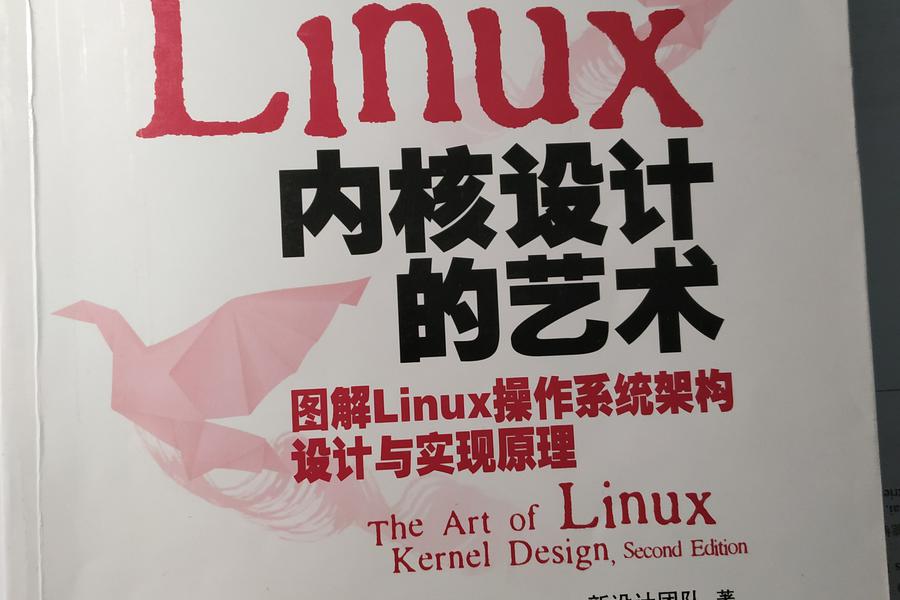 Linux
内核设计
的艺术
图解Linux操作系统架构
设计与实现原理
The Art of Linux
Kernel Design, Second Edition
新设计团队 著